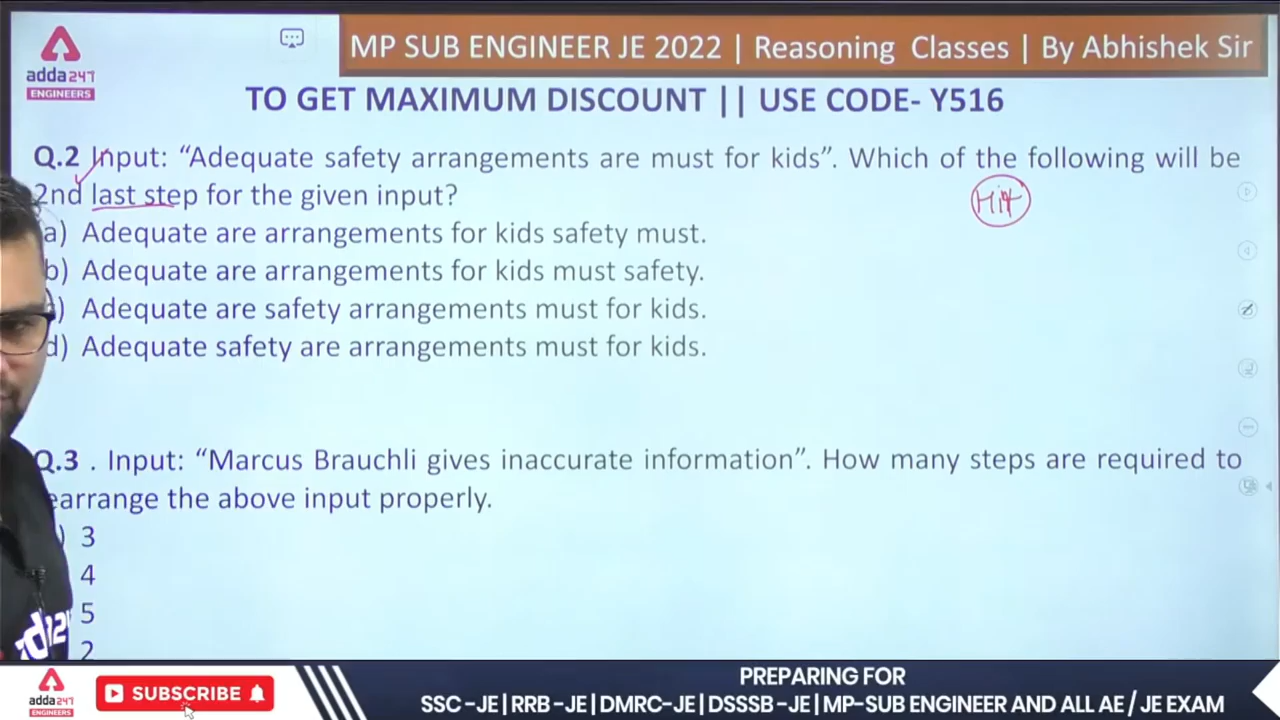 adda247
ENGINEERS
MP SUB ENGINEER JE 2022 | Reasoning Classes | By Abhishek Sir
TO GET MAXIMUM DISCOUNT || USE CODE- Y516
Q.2 Input: “Adequate safety arrangements are must for kids”. Which of the following will be
2nd last step for the given input?
Hit
a) Adequate are arrangements for kids safety must.
b) Adequate are arrangements for kids must safety.
) Adequate are safety arrangements must for kids.
d) Adequate safety are arrangements must for kids.
Q.3 . Input: “Marcus Brauchli gives inaccurate information”. How many steps are required to
earrange the above input properly.
) 3
4
5
2
adda247
ENGINEERS
SUBSCRIBE
PREPARING FOR
SSC -JE | RRB -JE | DMRC-JE | DSSSB -JE | MP-SUB ENGINEER AND ALL AE / JE EXAM